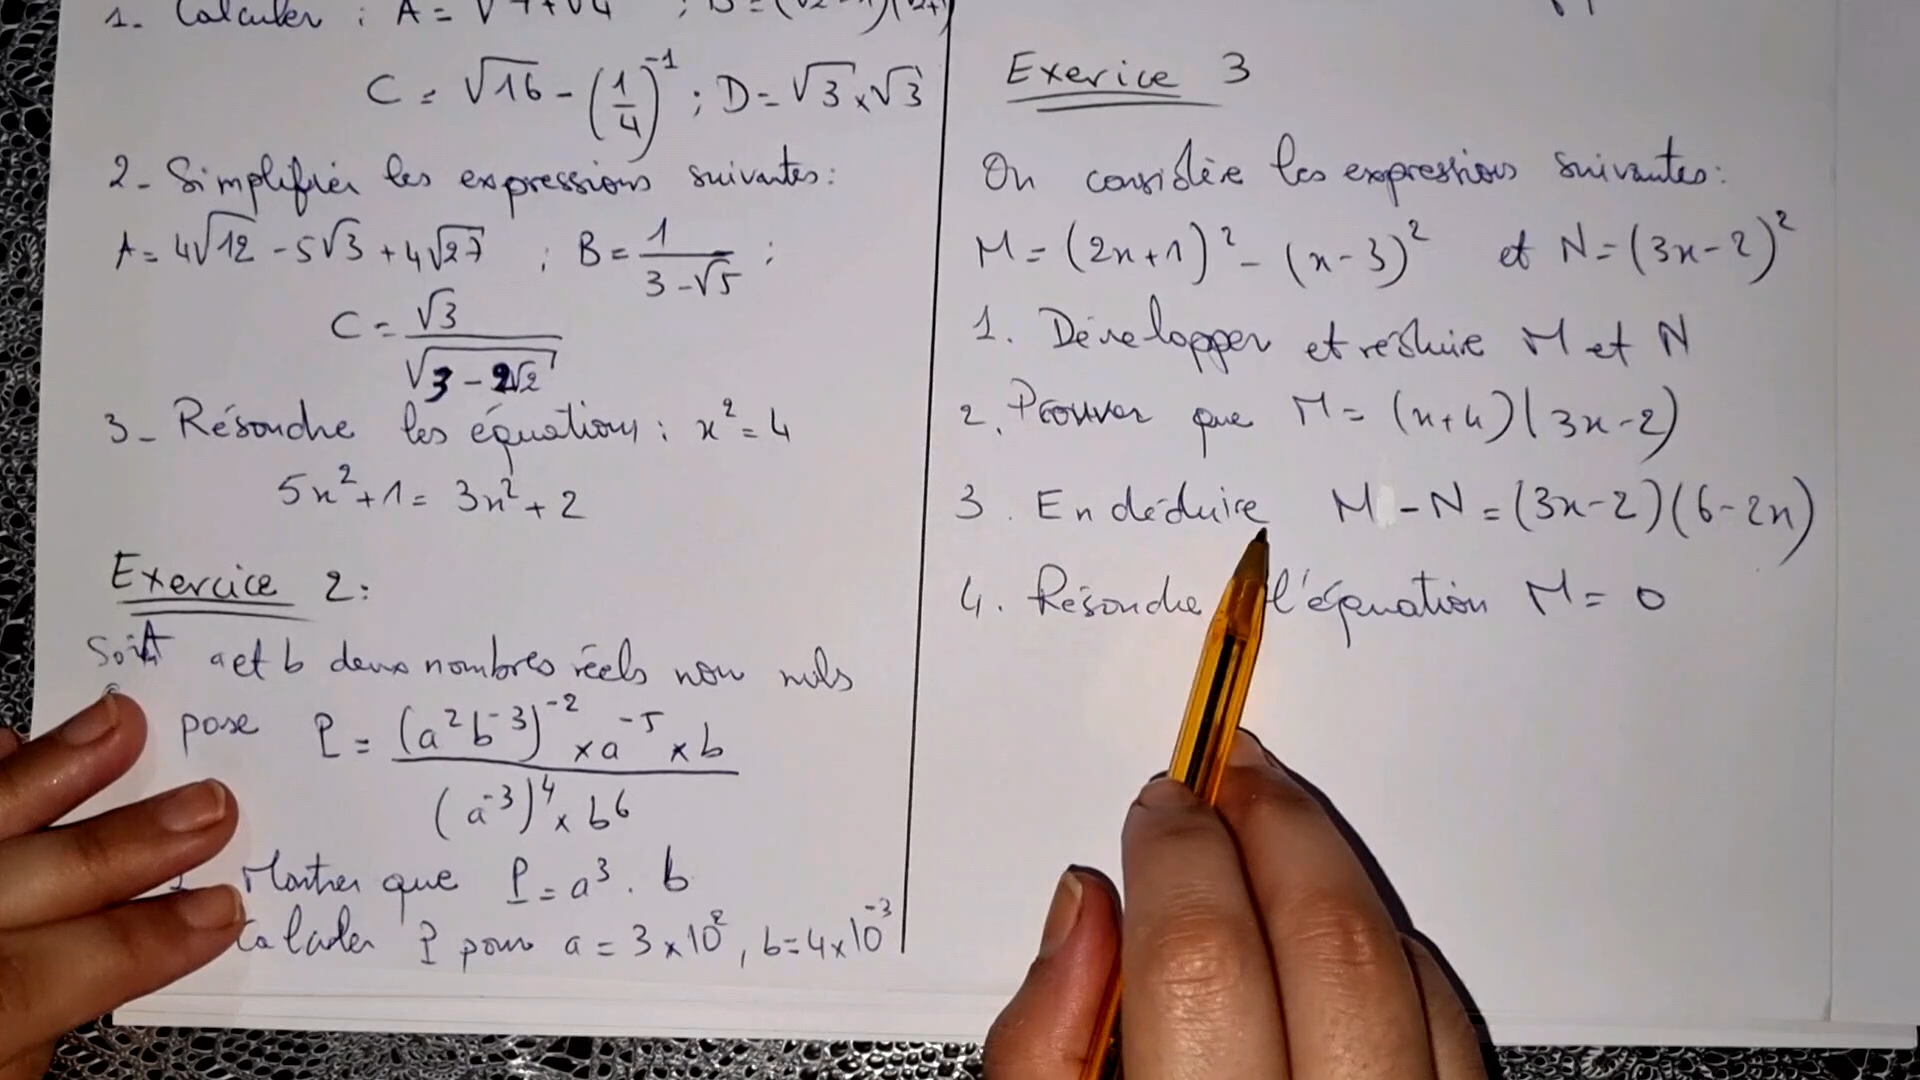 1- Calculer : A =
C = √16 - (1/4)⁻¹ ; D = √3 × √3
2- Simplifier les expressions suivantes :
A = 4√12 - 5√3 + 4√27 ; B = 1/(3-√5) ;
C = √3/√(3-2√2)
3- Résoudre les équations : x² = 4
5x² + 1 = 3x² + 2
Exercice 2 :
Soit a et b deux nombres réels non nuls
pose P = ((a²b⁻³)⁻² × a⁻⁵ × b)/((a⁻³)⁴ × b⁶)
Montrer que P = a³ . b
Calculer P pour a = 3×10², b = 4×10⁻³
Exerice 3
On considère les expressions suivantes :
M = (2x+1)² - (x-3)² et N = (3x-2)²
1. Développer et réduire M et N
2. Prouver que M = (x+4)(3x-2)
3. En déduire M - N = (3x-2)(6-2x)
4. Résoudre l'équation M = 0